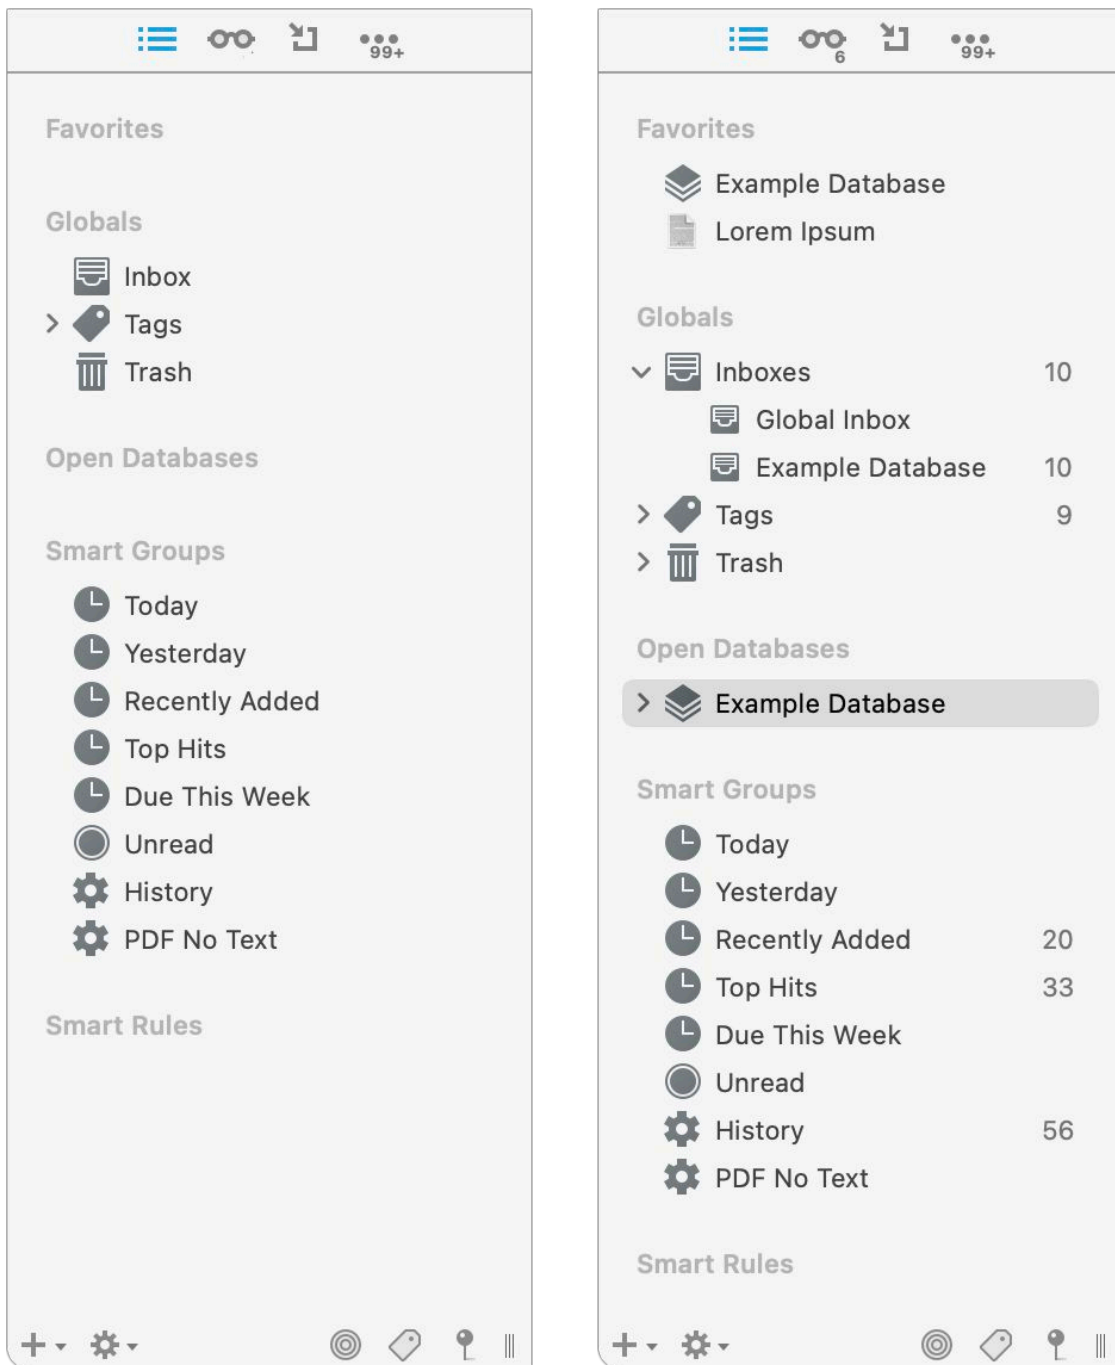 99+
Favorites
Globals
Inbox
Tags
Trash
Open Databases
Smart Groups
Today
Yesterday
Recently Added
Top Hits
Due This Week
Unread
History
PDF No Text
Smart Rules
6
99+
Favorites
Example Database
Lorem Ipsum
Globals
Inboxes 10
Global Inbox
Example Database 10
Tags 9
Trash
Open Databases
Example Database
Smart Groups
Today
Yesterday
Recently Added 20
Top Hits 33
Due This Week
Unread
History 56
PDF No Text
Smart Rules